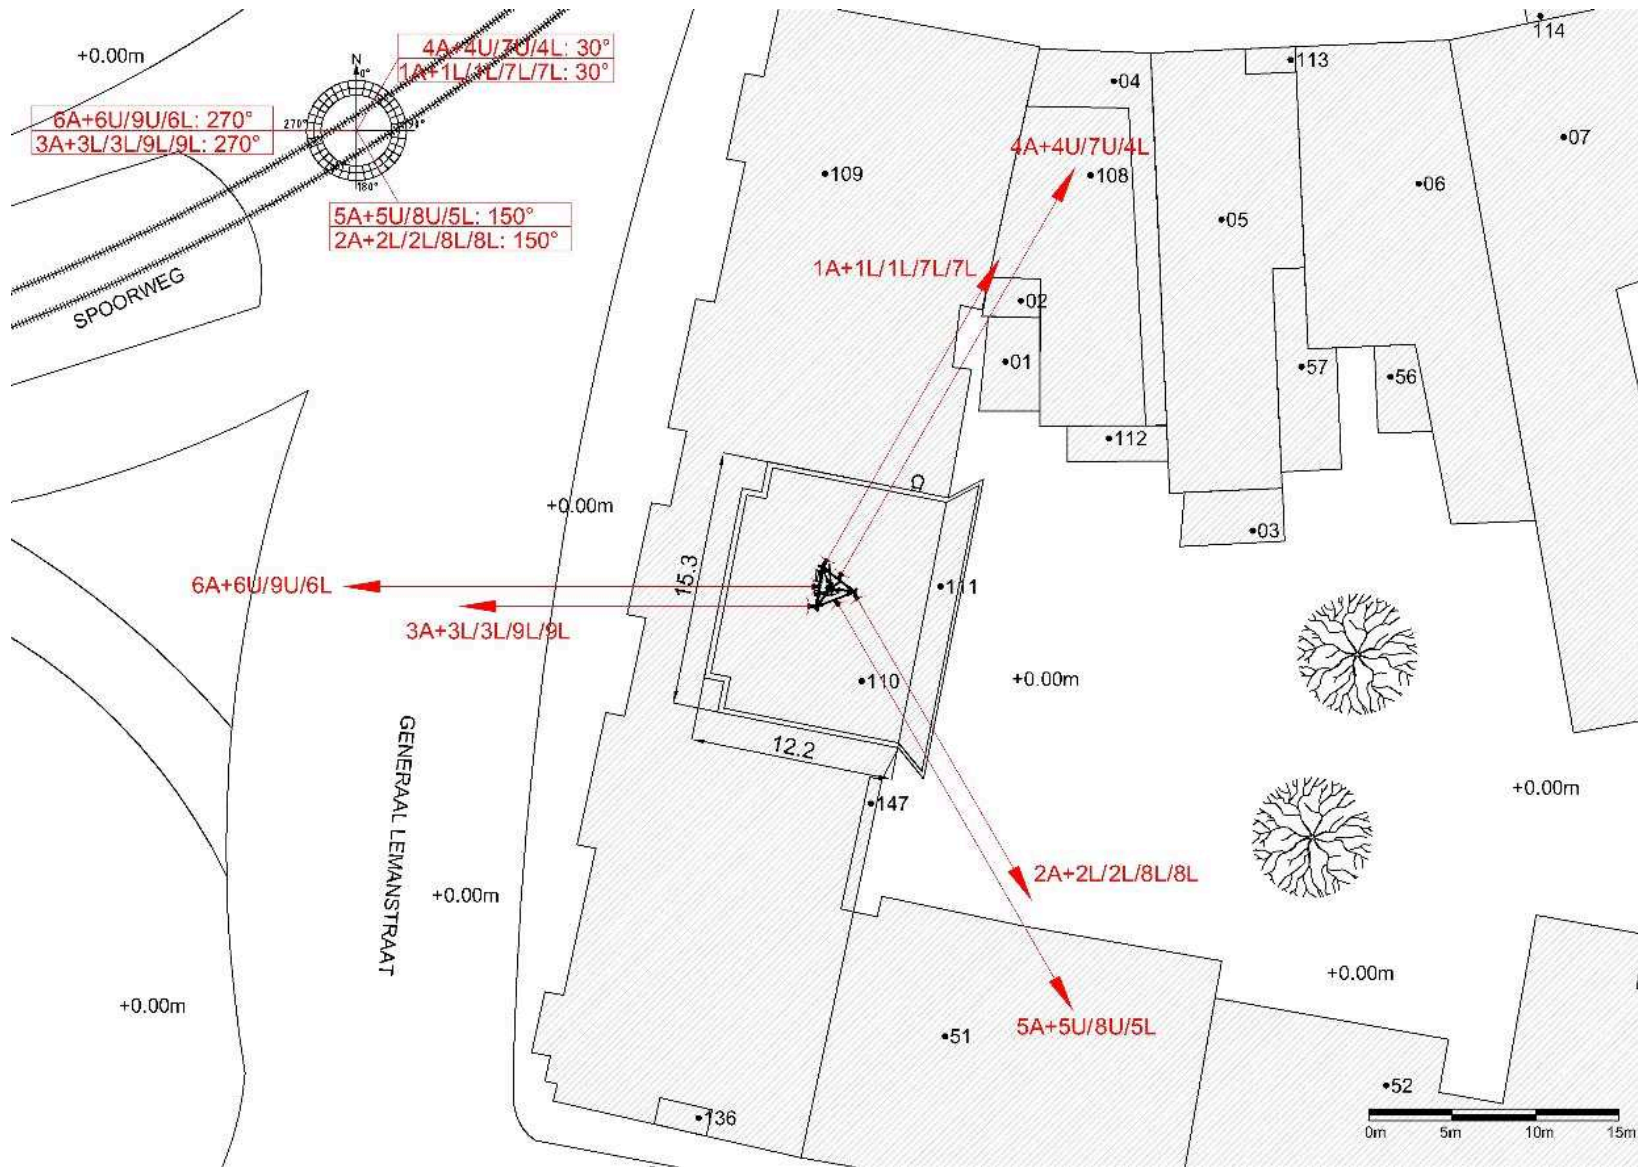 +0.00m
N
0°
270°
90°
180°
4A+4U/7U/4L: 30°
1A+1L/1L/7L/7L: 30°
6A+6U/9U/6L: 270°
3A+3L/3L/9L/9L: 270°
5A+5U/8U/5L: 150°
2A+2L/2L/8L/8L: 150°
SPOORWEG
114
113
04
07
4A+4U/7U/4L
109
108
06
05
1A+1L/1L/7L/7L
02
01
57
56
112
+0.00m
03
15.3
6A+6U/9U/6L
111
3A+3L/3L/9L/9L
110
+0.00m
12.2
GENERAAL LEMANSTRAAT
147
+0.00m
2A+2L/2L/8L/8L
+0.00m
+0.00m
+0.00m
5A+5U/8U/5L
51
52
136
0m 5m 10m 15m